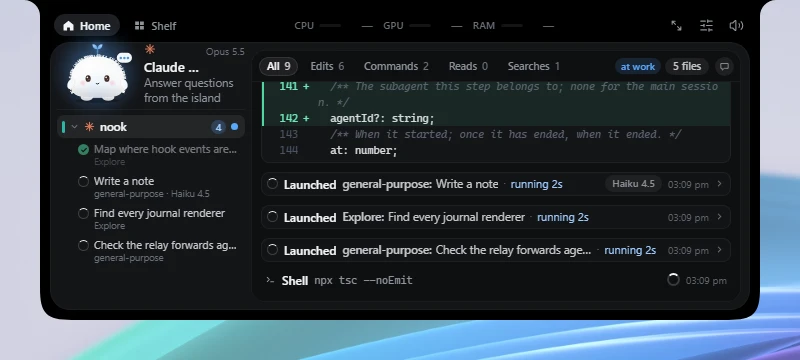 Home
Shelf
CPU —
GPU —
RAM —
Opus 5.5
Claude ...
Answer questions
from the island
nook 4
Map where hook events are...
Explore
Write a note
general-purpose · Haiku 4.5
Find every journal renderer
Explore
Check the relay forwards ag...
general-purpose
All 9 Edits 6 Commands 2 Reads 0 Searches 1 at work 5 files
141 + /** The subagent this step belongs to; none for the main sessio
n. */
142 + agentId?: string;
143 /** When it started; once it has ended, when it ended. */
144 at: number;
Launched general-purpose: Write a note · running 2s Haiku 4.5 03:09 pm
Launched Explore: Find every journal renderer · running 2s 03:09 pm
Launched general-purpose: Check the relay forwards age... · running 2s 03:09 pm
Shell npx tsc --noEmit 03:09 pm